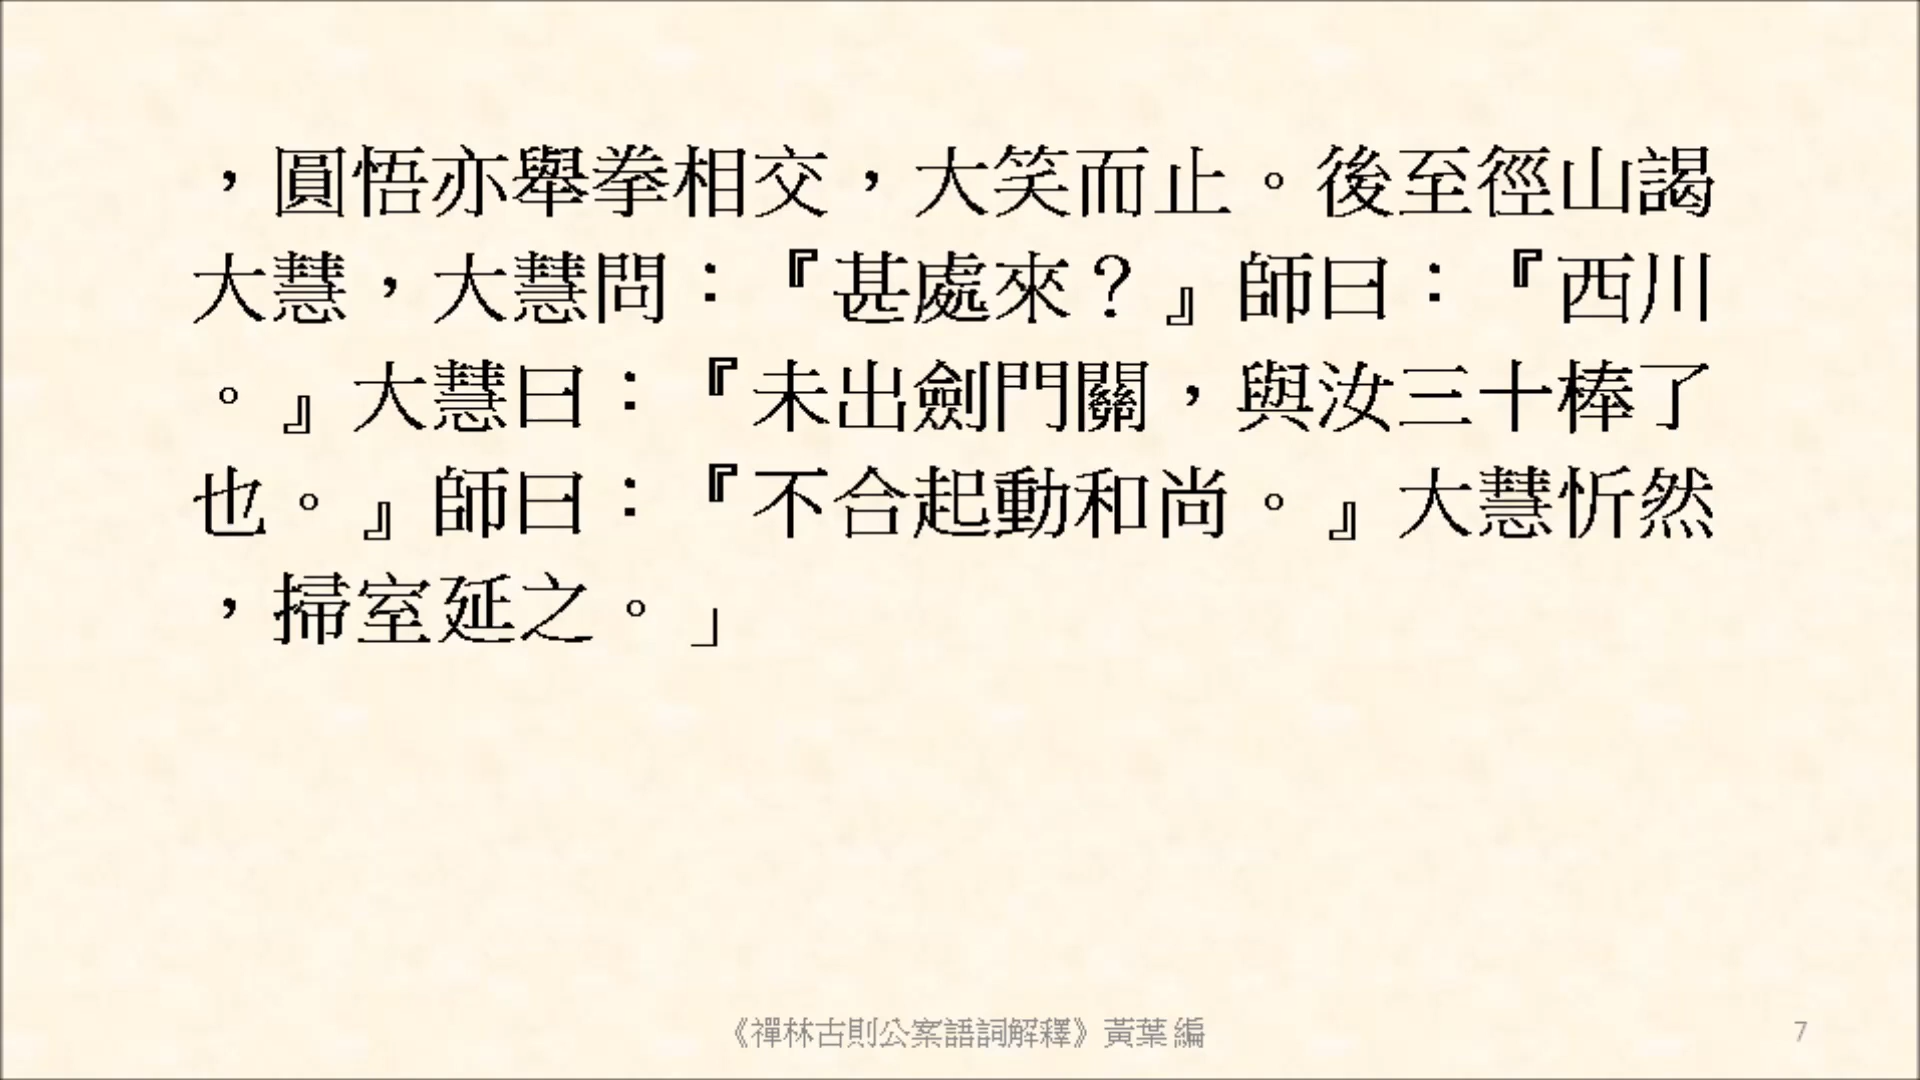 ，圓悟亦舉拳相交，大笑而止。後至徑山謁
大慧，大慧問：『甚處來？』師曰：『西川
。』大慧曰：『未出劍門關，與汝三十棒了
也。』師曰：『不合起動和尚。』大慧忻然
，掃室延之。」
《禪林古則公案語詞解釋》黃葉 編
7